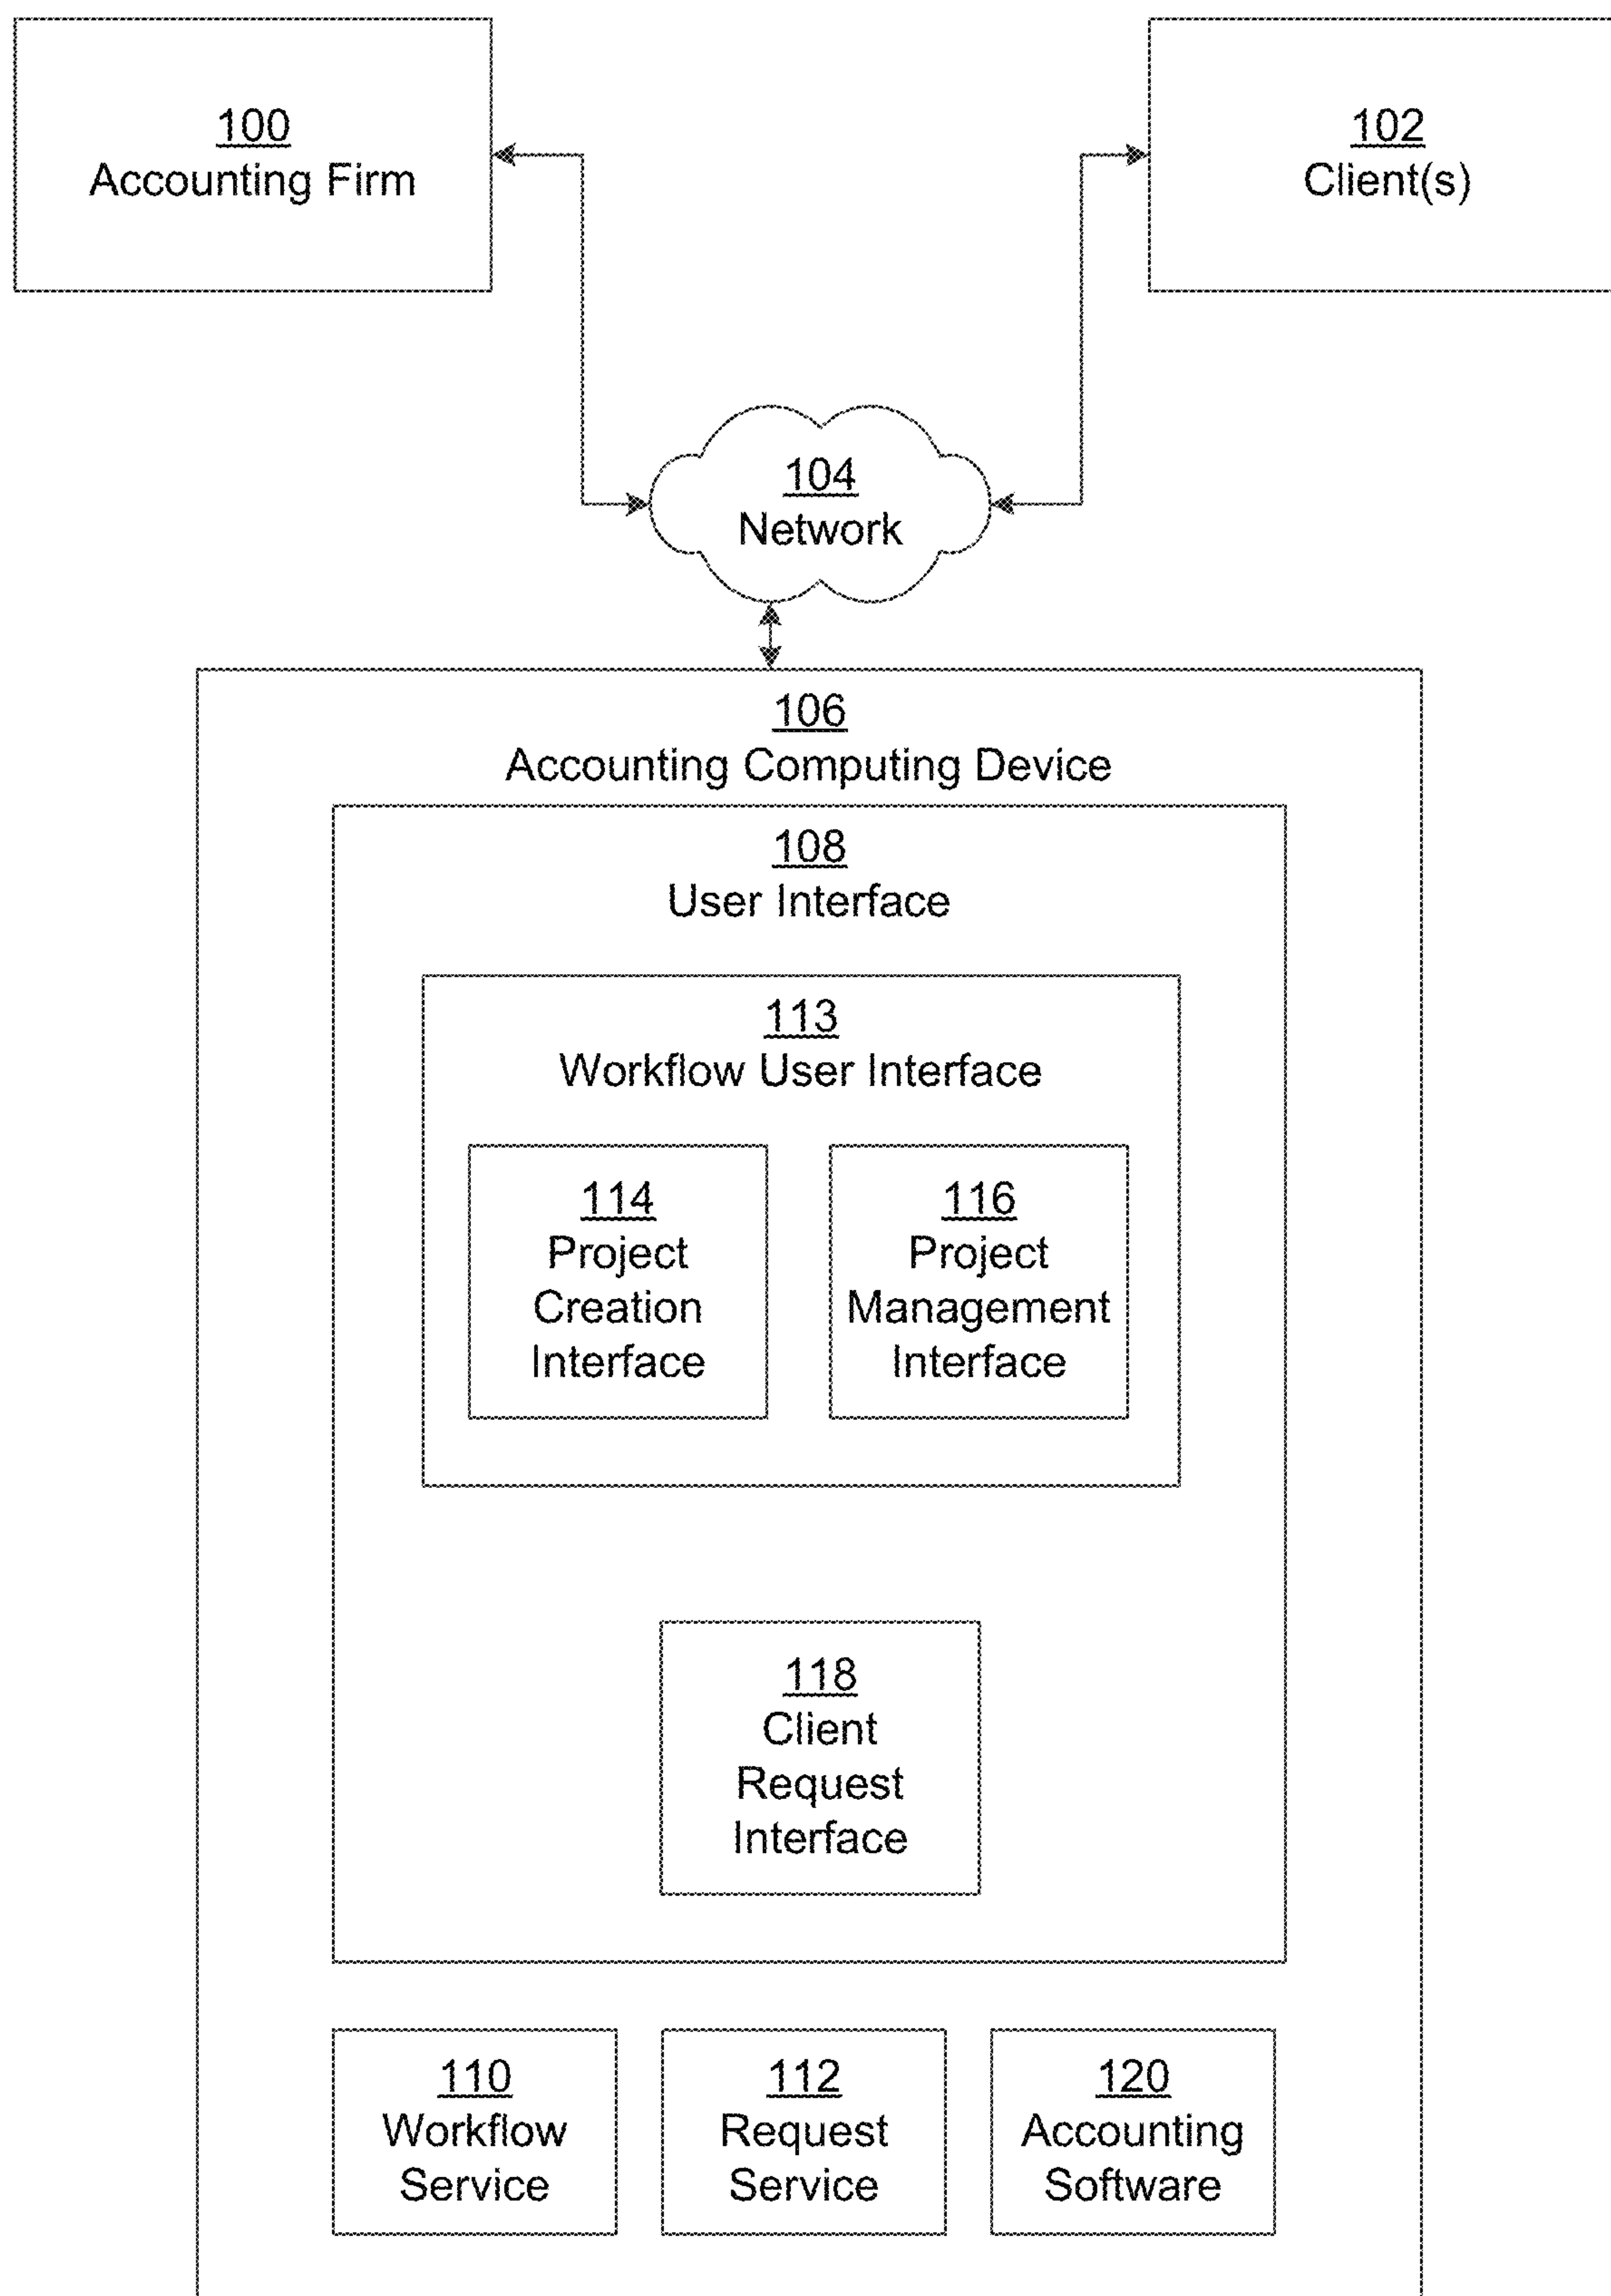 100
Accounting Firm
102
Client(s)
104
Network
106
Accounting Computing Device
108
User Interface
113
Workflow User Interface
114
Project
Creation
Interface
116
Project
Management
Interface
118
Client
Request
Interface
110
Workflow
Service
112
Request
Service
120
Accounting
Software